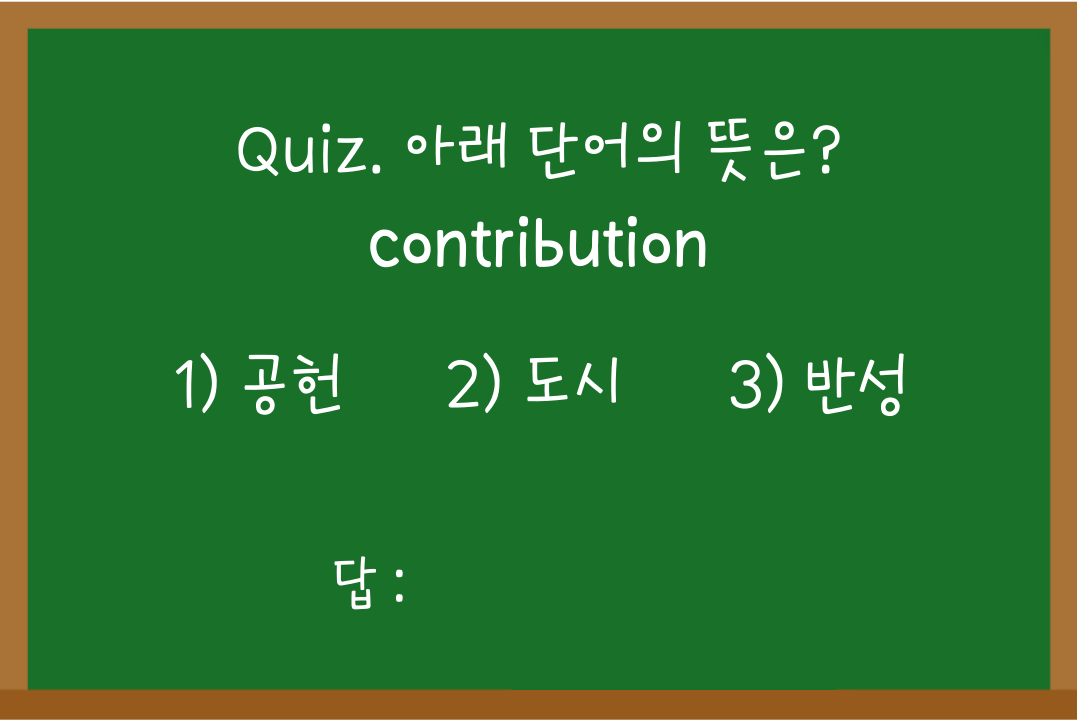 Quiz. 아래 단어의 뜻은?
contribution
1) 공헌 2) 도시 3) 반성
답 :